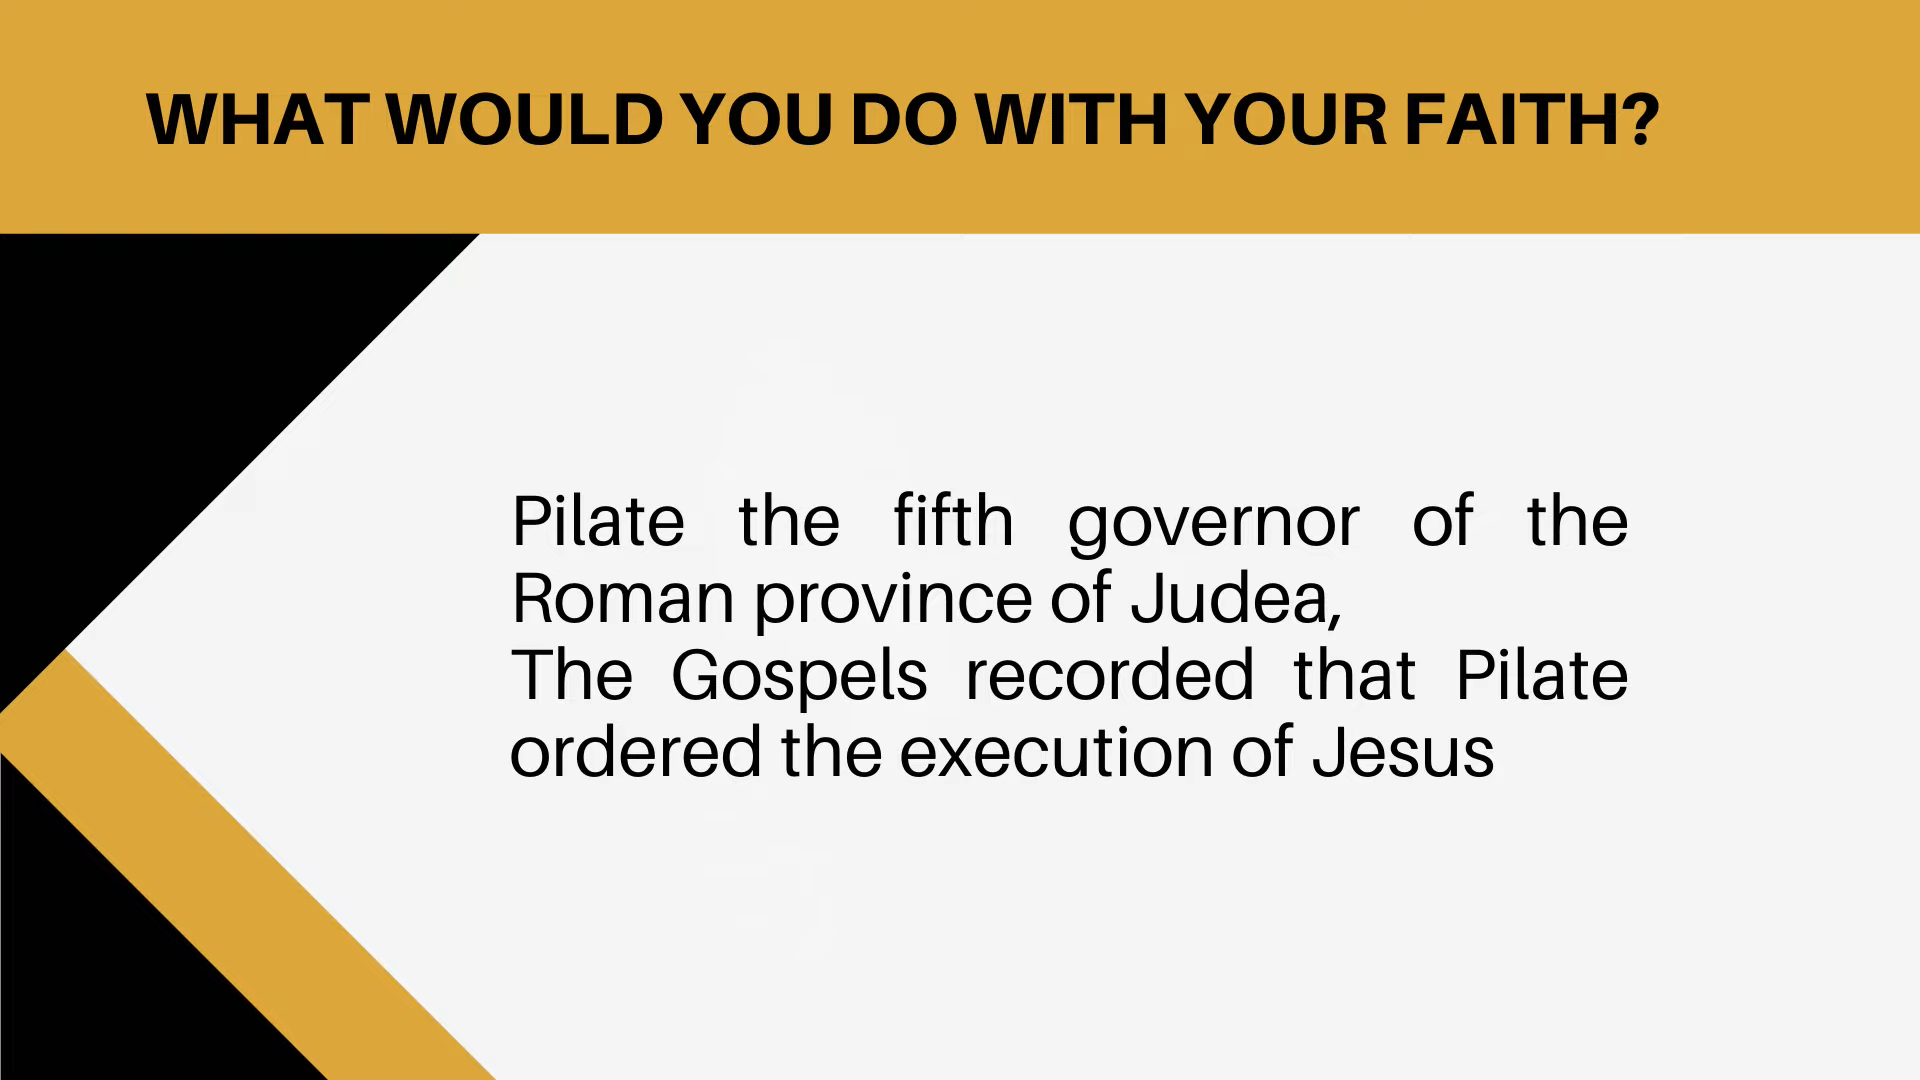 WHAT WOULD YOU DO WITH YOUR FAITH?
Pilate the fifth governor of the
Roman province of Judea,
The Gospels recorded that Pilate
ordered the execution of Jesus